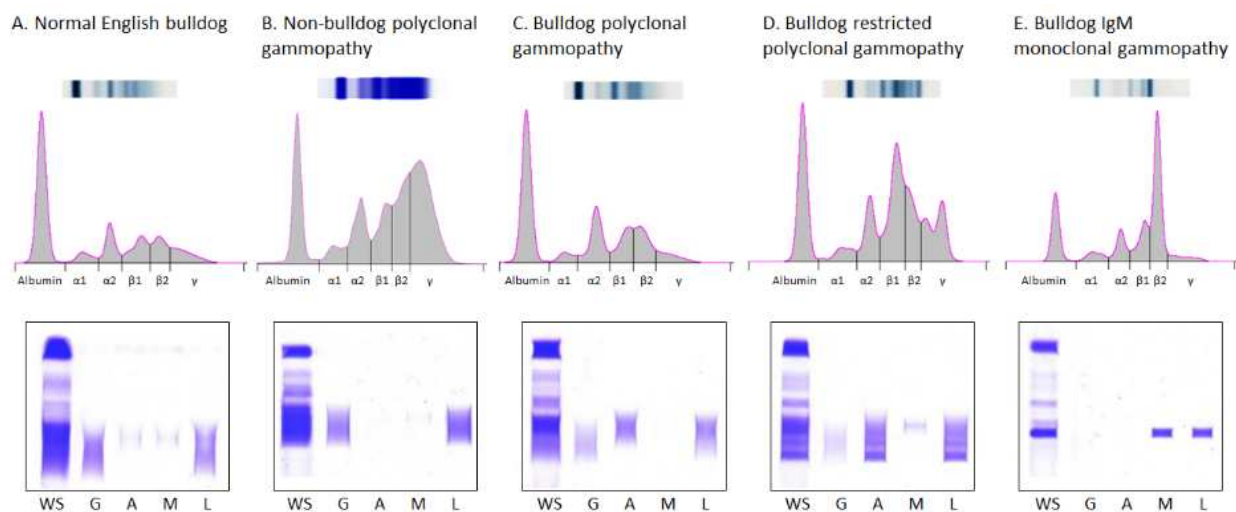 A. Normal English bulldog
B. Non-bulldog polyclonal
gammopathy
C. Bulldog polyclonal
gammopathy
D. Bulldog restricted
polyclonal gammopathy
E. Bulldog IgM
monoclonal gammopathy
Albumin α1 α2 β1 β2 γ
Albumin α1 α2 β1 β2 γ
Albumin α1 α2 β1 β2 γ
Albumin α1 α2 β1 β2 γ
Albumin α1 α2 β1 β2 γ
WS G A M L
WS G A M L
WS G A M L
WS G A M L
WS G A M L